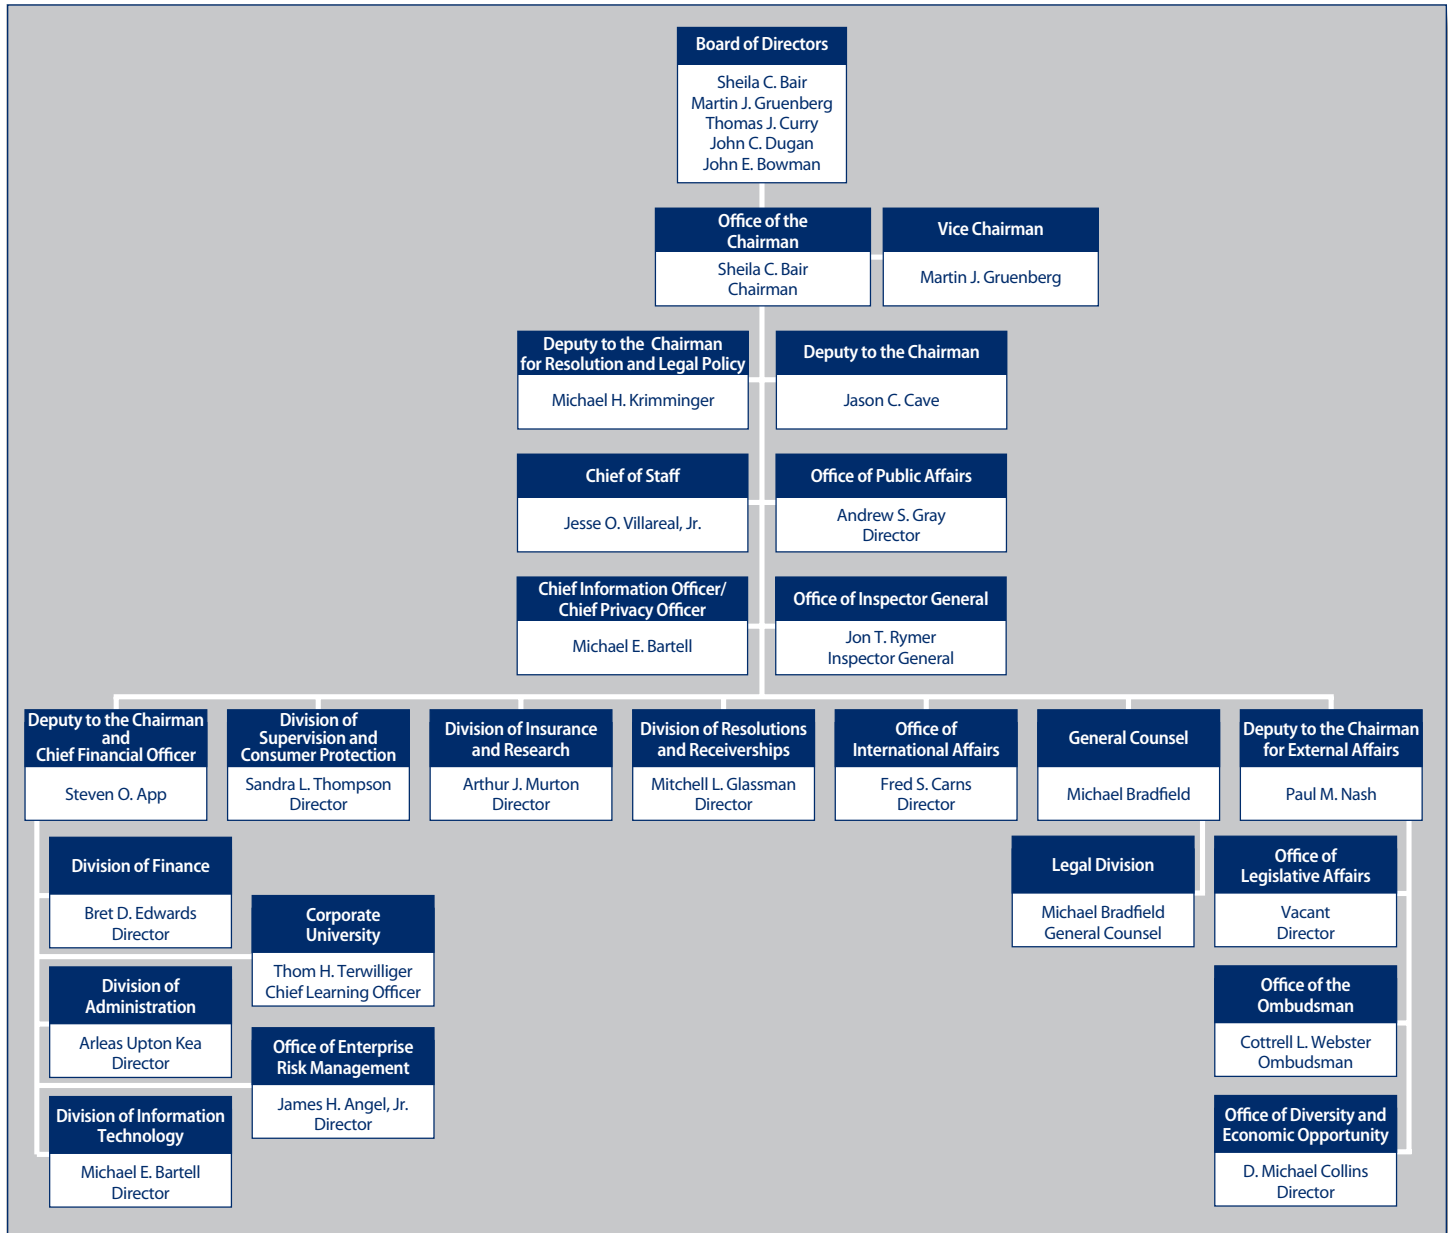 Board of Directors
Sheila C. Bair
Martin J. Gruenberg
Thomas J. Curry
John C. Dugan
John E. Bowman
Office of the
Chairman
Sheila C. Bair
Chairman
Vice Chairman
Martin J. Gruenberg
Deputy to the Chairman
for Resolution and Legal Policy
Michael H. Krimminger
Deputy to the Chairman
Jason C. Cave
Chief of Staff
Jesse O. Villareal, Jr.
Office of Public Affairs
Andrew S. Gray
Director
Chief Information Officer/
Chief Privacy Officer
Michael E. Bartell
Office of Inspector General
Jon T. Rymer
Inspector General
Deputy to the Chairman
and
Chief Financial Officer
Steven O. App
Division of
Supervision and
Consumer Protection
Sandra L. Thompson
Director
Division of Insurance
and Research
Arthur J. Murton
Director
Division of Resolutions
and Receiverships
Mitchell L. Glassman
Director
Office of
International Affairs
Fred S. Carns
Director
General Counsel
Michael Bradfield
Deputy to the Chairman
for External Affairs
Paul M. Nash
Division of Finance
Bret D. Edwards
Director
Corporate
University
Thom H. Terwilliger
Chief Learning Officer
Division of
Administration
Arleas Upton Kea
Director
Office of Enterprise
Risk Management
James H. Angel, Jr.
Director
Division of Information
Technology
Michael E. Bartell
Director
Legal Division
Michael Bradfield
General Counsel
Office of
Legislative Affairs
Vacant
Director
Office of the
Ombudsman
Cottrell L. Webster
Ombudsman
Office of Diversity and
Economic Opportunity
D. Michael Collins
Director